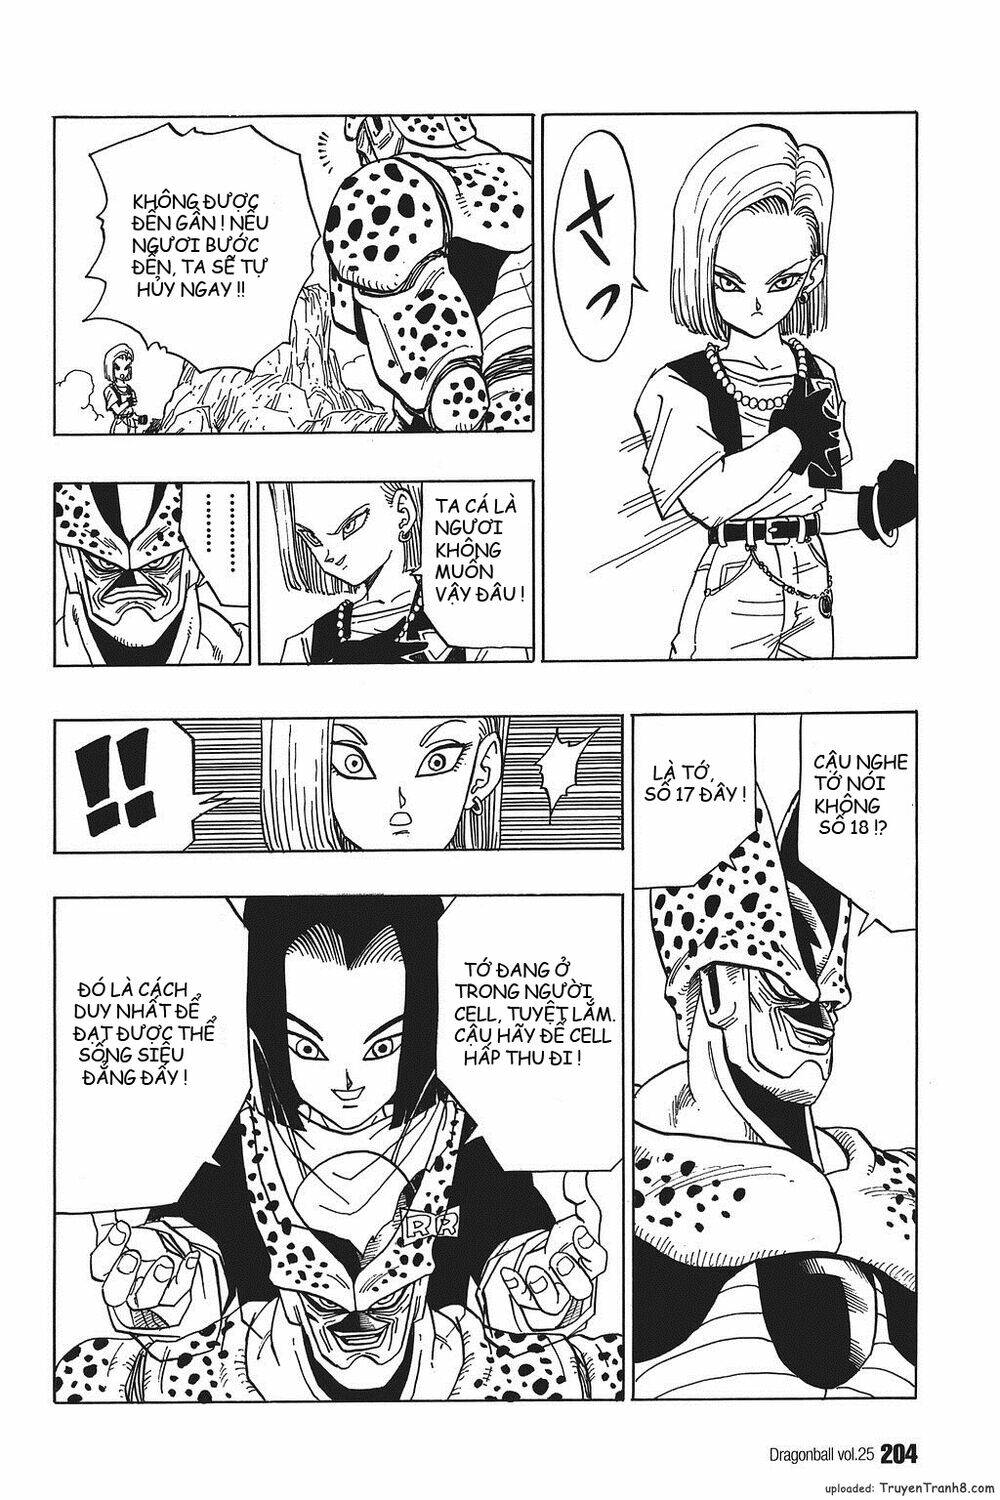 さっ
KHÔNG ĐƯỢC
ĐẾN GẦN ! NẾU
NGƯƠI BƯỚC
ĐẾN, TA SẼ TỰ
HỦY NGAY !!
TA CÁ LÀ
NGƯƠI
KHÔNG
MUỐN
VẬY ĐÂU !
..........
CẬU NGHE
TỚ NÓI
KHÔNG
SỐ 18 !?
LÀ TỚ,
SỐ 17 ĐÂY !
!!
TỚ ĐANG Ở
TRONG NGƯỜI
CELL, TUYỆT LẮM.
CẬU HÃY ĐỂ CELL
HẤP THU ĐI !
ĐÓ LÀ CÁCH
DUY NHẤT ĐỂ
ĐẠT ĐƯỢC THỂ
SỐNG SIÊU
ĐẲNG ĐẤY !
RR
Dragonball vol.25 204
uploaded: TruyenTranh8.com